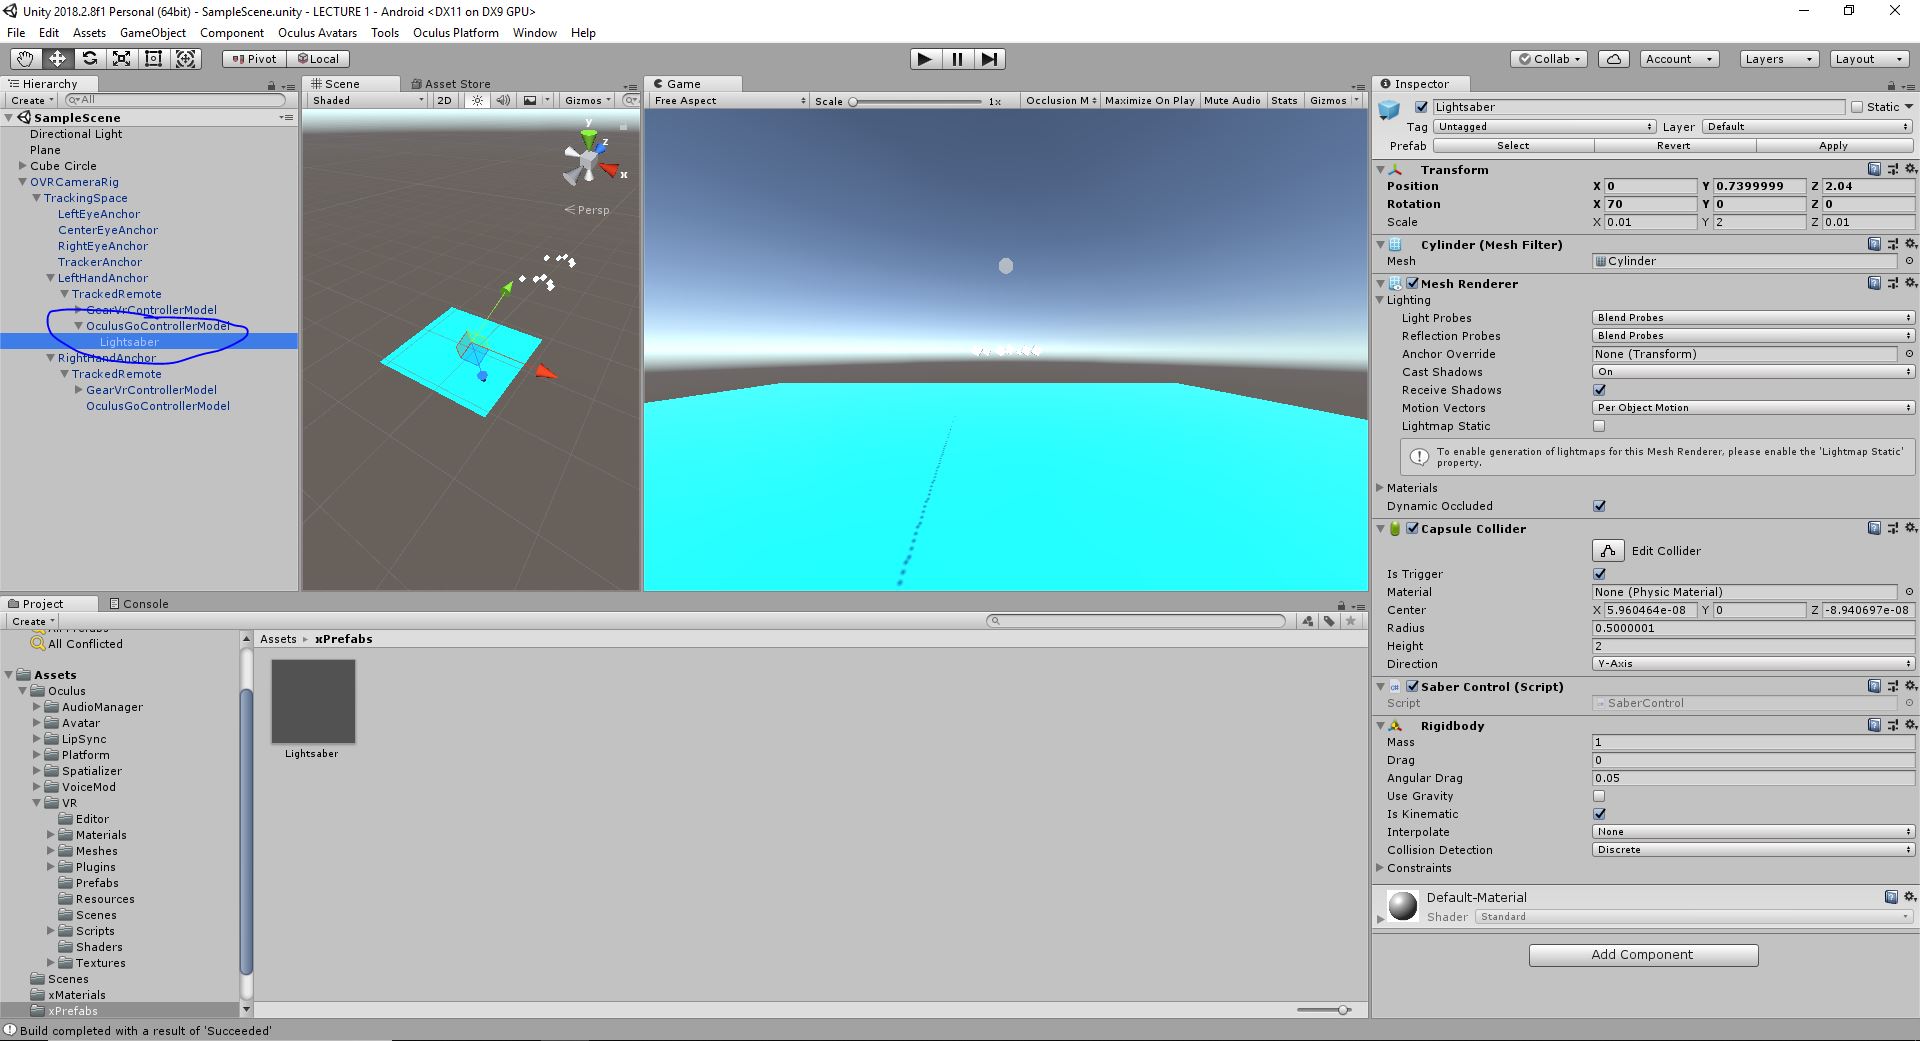 Unity 2018.2.8f1 Personal (64bit) - SampleScene.unity - LECTURE 1 - Android <DX11 on DX9 GPU>
File Edit Assets GameObject Component Oculus Avatars Tools Oculus Platform Window Help
Pivot Local Collab Account Layers Layout
Hierarchy
Create All
SampleScene
Directional Light
Plane
Cube Circle
OVRCameraRig
TrackingSpace
LeftEyeAnchor
CenterEyeAnchor
RightEyeAnchor
TrackerAnchor
LeftHandAnchor
TrackedRemote
GearVrControllerModel
OculusGoControllerModel
Lightsaber
RightHandAnchor
TrackedRemote
GearVrControllerModel
OculusGoControllerModel
Scene Asset Store
Shaded 2D Gizmos
y
z
x
Persp
Game
Free Aspect Scale 1x Occlusion M Maximize On Play Mute Audio Stats Gizmos
Project Console
Create
All Prefabs
All Conflicted
Assets
Oculus
AudioManager
Avatar
LipSync
Platform
Spatializer
VoiceMod
VR
Editor
Materials
Meshes
Plugins
Prefabs
Resources
Scenes
Scripts
Shaders
Textures
Scenes
xMaterials
xPrefabs
Assets xPrefabs
Lightsaber
Inspector
Lightsaber Static
Tag Untagged Layer Default
Prefab Select Revert Apply
Transform
Position X 0 Y 0.7399999 Z 2.04
Rotation X 70 Y 0 Z 0
Scale X 0.01 Y 2 Z 0.01
Cylinder (Mesh Filter)
Mesh Cylinder
Mesh Renderer
Lighting
Light Probes Blend Probes
Reflection Probes Blend Probes
Anchor Override None (Transform)
Cast Shadows On
Receive Shadows
Motion Vectors Per Object Motion
Lightmap Static
To enable generation of lightmaps for this Mesh Renderer, please enable the 'Lightmap Static'
property.
Materials
Dynamic Occluded
Capsule Collider
Edit Collider
Is Trigger
Material None (Physic Material)
Center X 5.960464e-08 Y 0 Z -8.940697e-08
Radius 0.5000001
Height 2
Direction Y-Axis
Saber Control (Script)
Script SaberControl
Rigidbody
Mass 1
Drag 0
Angular Drag 0.05
Use Gravity
Is Kinematic
Interpolate None
Collision Detection Discrete
Constraints
Default-Material
Shader Standard
Add Component
Build completed with a result of 'Succeeded'